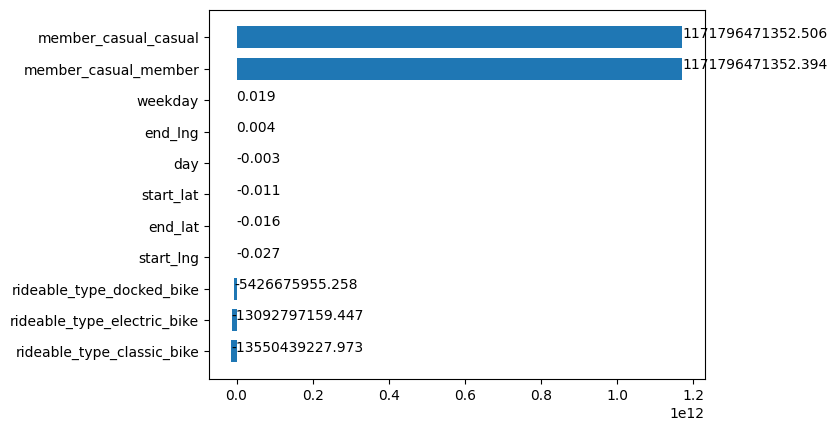 member_casual_casual 1171796471352.506
member_casual_member 1171796471352.394
weekday 0.019
end_lng 0.004
day -0.003
start_lat -0.011
end_lat -0.016
start_lng -0.027
rideable_type_docked_bike -5426675955.258
rideable_type_electric_bike -13092797159.447
rideable_type_classic_bike -13550439227.973
0.0 0.2 0.4 0.6 0.8 1.0 1.2
1e12